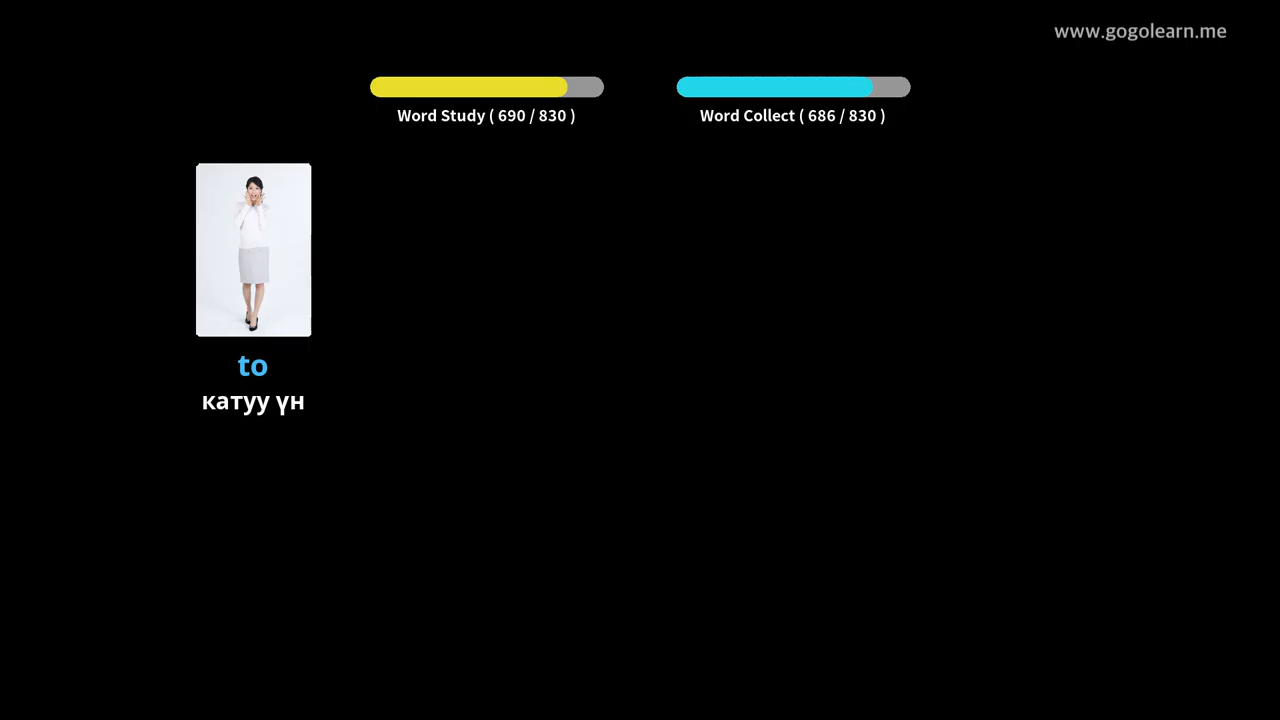 www.gogolearn.me
Word Study ( 690 / 830 )
Word Collect ( 686 / 830 )
to
катуу үн